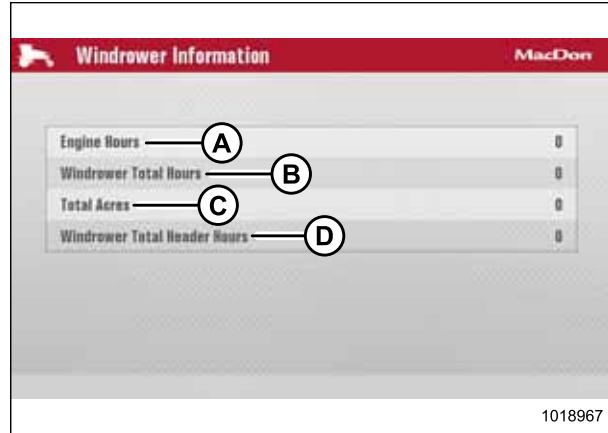 Windrower Information MacDon
Engine Hours A 0
Windrower Total Hours B 0
Total Acres C 0
Windrower Total Header Hours D 0
1018967